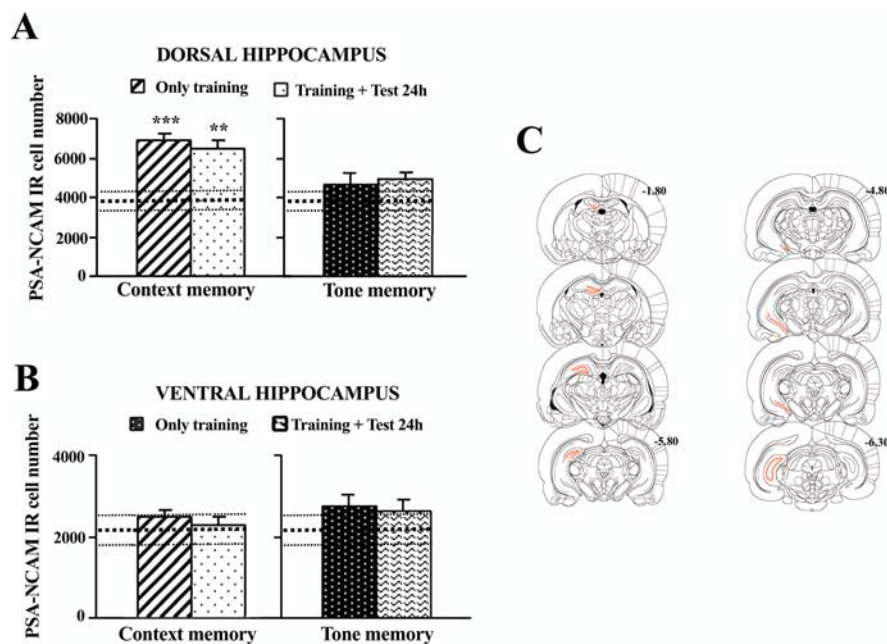 A
DORSAL HIPPOCAMPUS
Only training
Training + Test 24h
PSA-NCAM IR cell number
8000
6000
4000
2000
0
***
**
Context memory
Tone memory
B
VENTRAL HIPPOCAMPUS
Only training
Training + Test 24h
PSA-NCAM IR cell number
4000
2000
0
Context memory
Tone memory
C
-1.80
-4.80
-5.80
-6.30